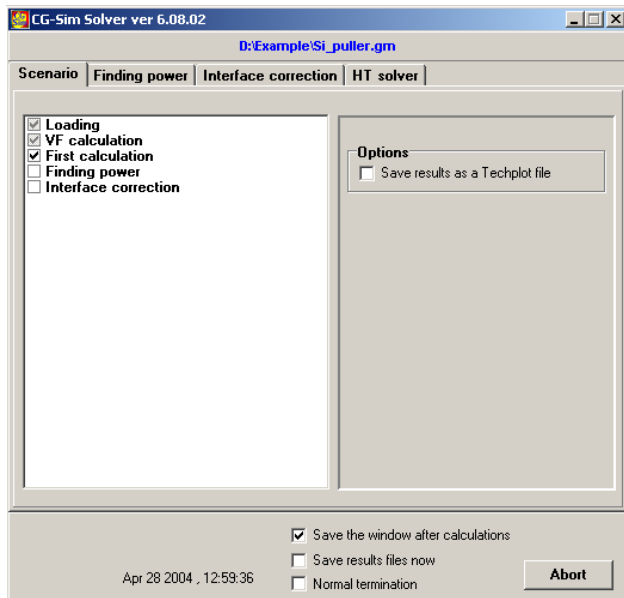 CG-Sim Solver ver 6.08.02
D:\Example\Si_puller.gm
Scenario Finding power Interface correction HT solver
Loading
VF calculation
First calculation
Finding power
Interface correction
Options
Save results as a Techplot file
Save the window after calculations
Save results files now
Normal termination
Apr 28 2004 , 12:59:36
Abort